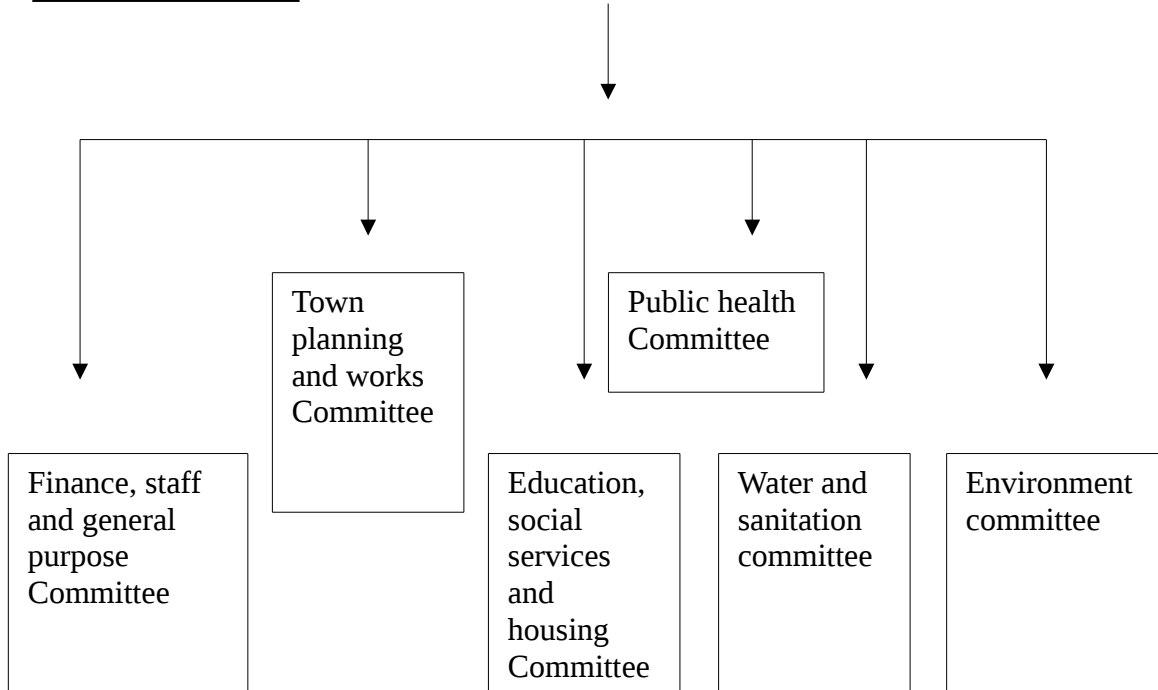 Town
planning
and works
Committee
Public health
Committee
Finance, staff
and general
purpose
Committee
Education,
social
services
and
housing
Committee
Water and
sanitation
committee
Environment
committee